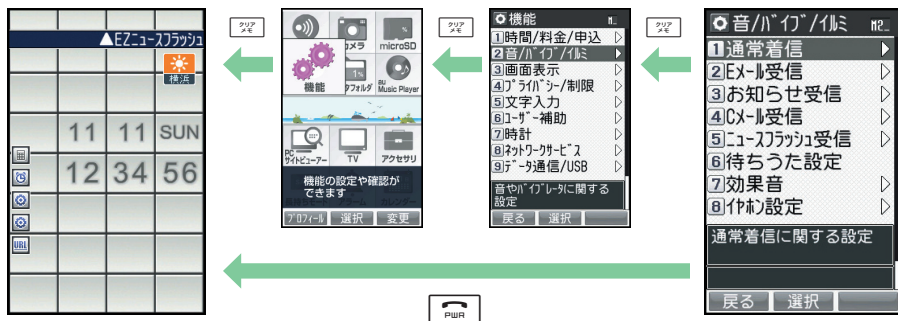 ▲EZニュースフラッシュ
横浜
11 11 SUN
12 34 56
URL
クリア
メモ
カメラ
microSD
機能
データフォルダ
au
Music Player
PC
サイトビューアー
TV
アクセサリ
機能の設定や確認が
できます
プロフィール 選択 変更
クリア
メモ
機能 M_
1 時間/料金/申込
2 音/バイブ/イルミ
3 画面表示
4 プライバシー/制限
5 文字入力
6 ユーザー補助
7 時計
8 ネットワークサービス
9 データ通信/USB
音やバイブレータに関する
設定
戻る 選択
クリア
メモ
音/バイブ/イルミ M2_
1 通常着信
2 Eメール受信
3 お知らせ受信
4 Cメール受信
5 ニュースフラッシュ受信
6 待ちうた設定
7 効果音
8 イヤホン設定
通常着信に関する設定
戻る 選択
PWR